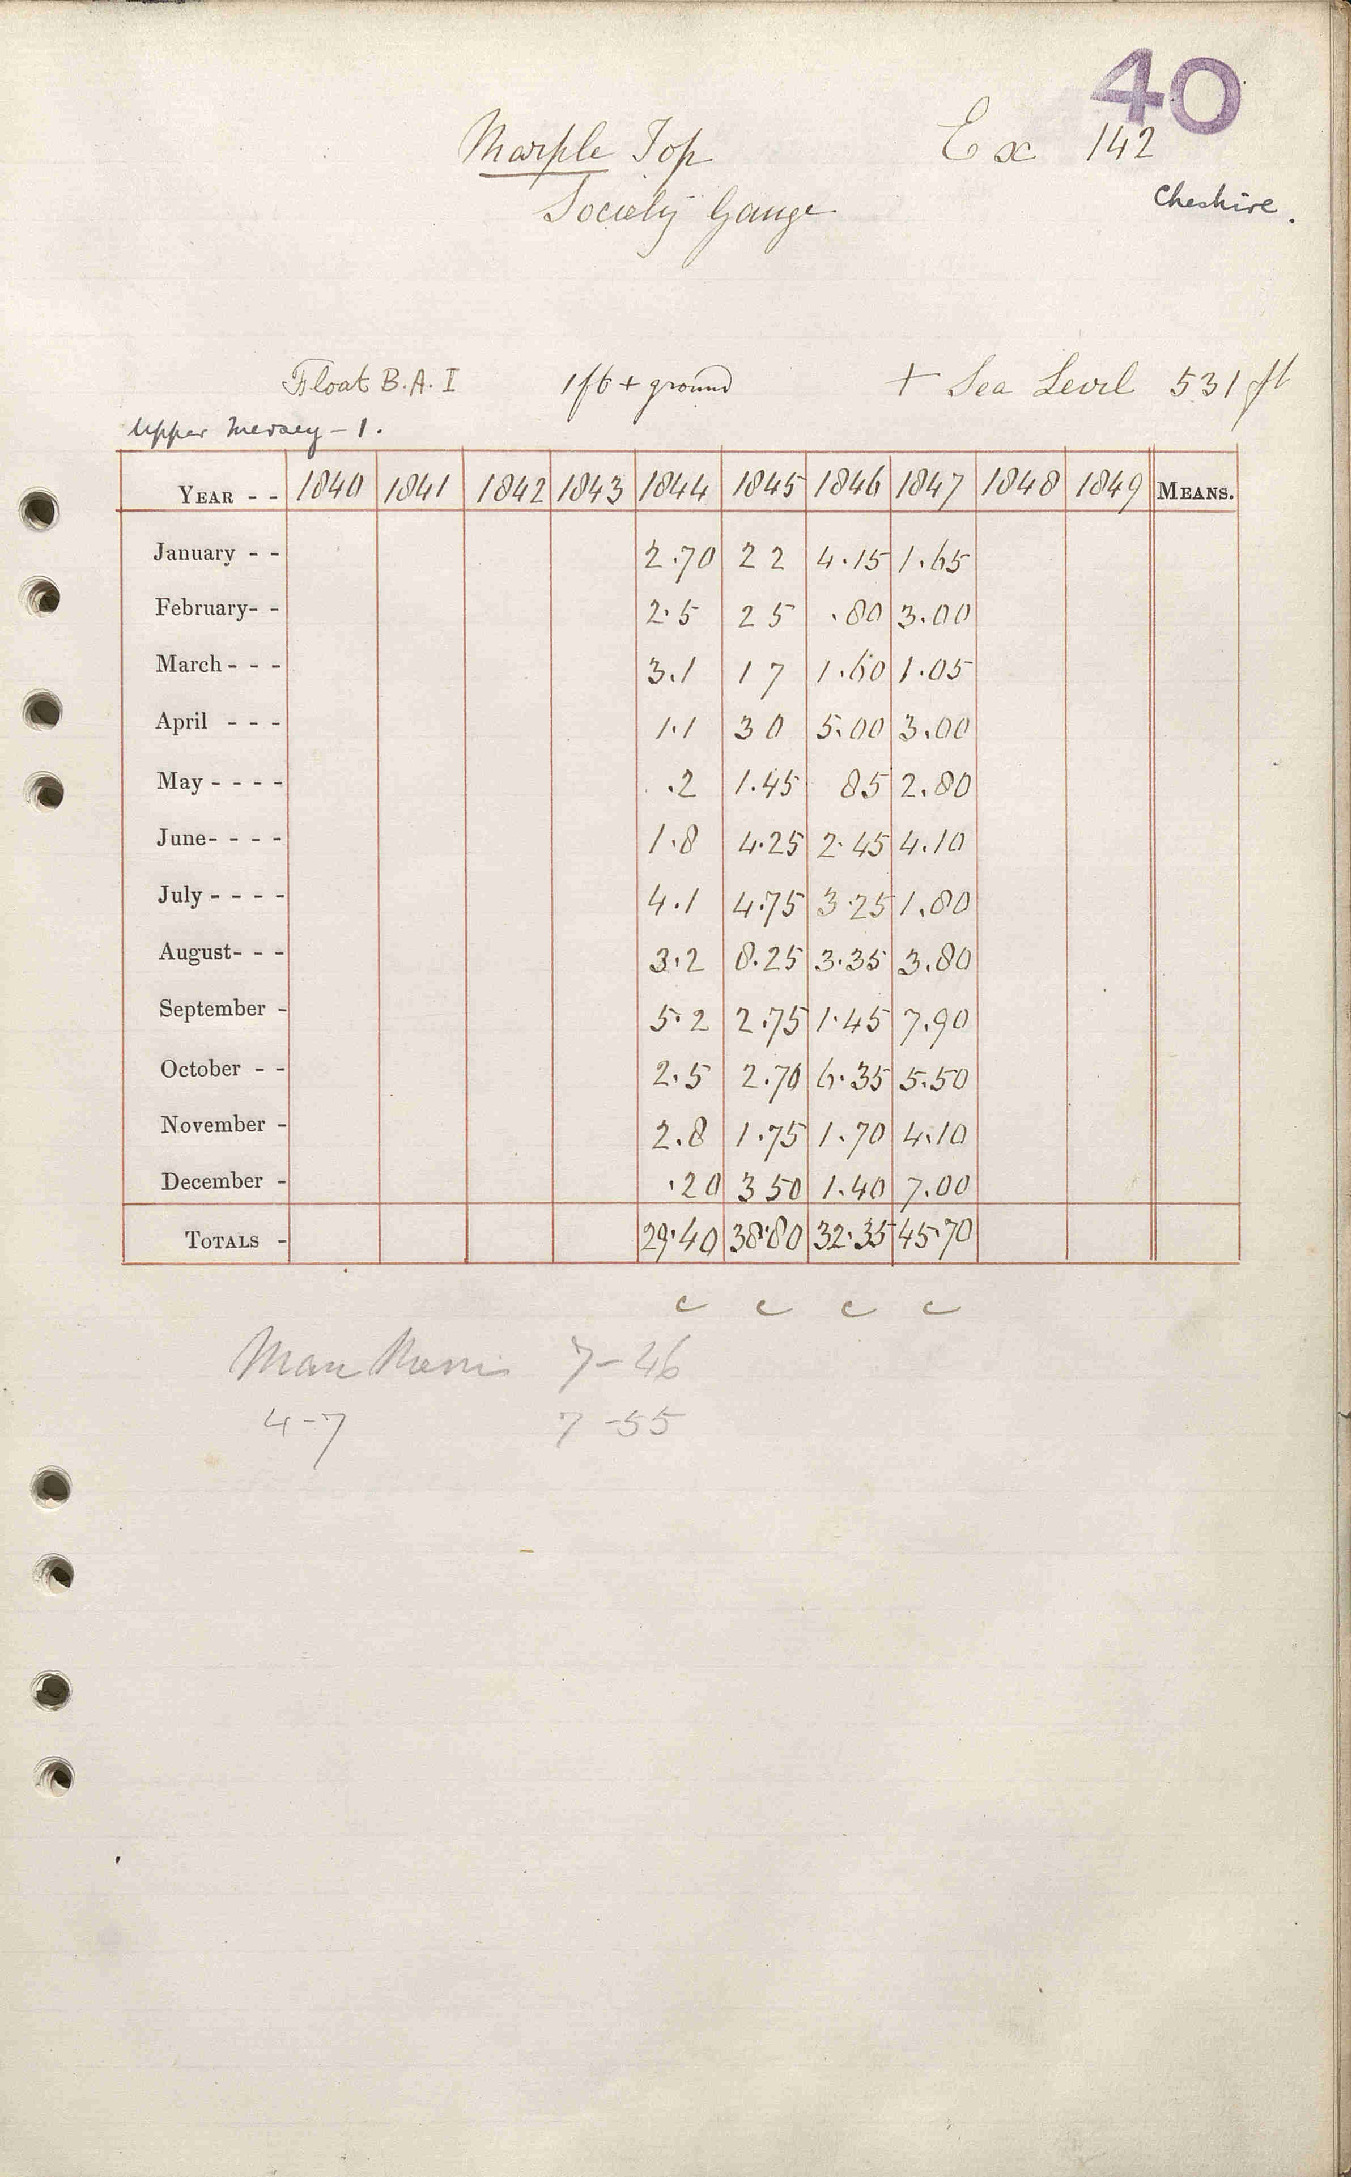 40
Marple Top Ex 142
Society Gauge Cheshire.
Float B.A. I 1ft + ground + Sea Level 531 ft
Upper Mersey - 1.
YEAR - - 1840 1841 1842 1843 1844 1845 1846 1847 1848 1849 MEANS.
January - - 2.70 2 2 4.15 1.65
February- - 2.5 2 5 .80 3.00
March - - - 3.1 1 7 1.60 1.05
April - - - 1.1 3 0 5.00 3.00
May - - - - .2 1.45 85 2.80
June- - - - 1.8 4.25 2.45 4.10
July - - - - 4.1 4.75 3.25 1.80
August- - - 3.2 8.25 3.35 3.80
September - 5.2 2.75 1.45 7.90
October - - 2.5 2.70 6.35 5.50
November - 2.8 1.75 1.70 4.10
December - .20 3 50 1.40 7.00
TOTALS - 29.40 38.80 32.35 45.70
c c c c
7-46
4-7 7-55